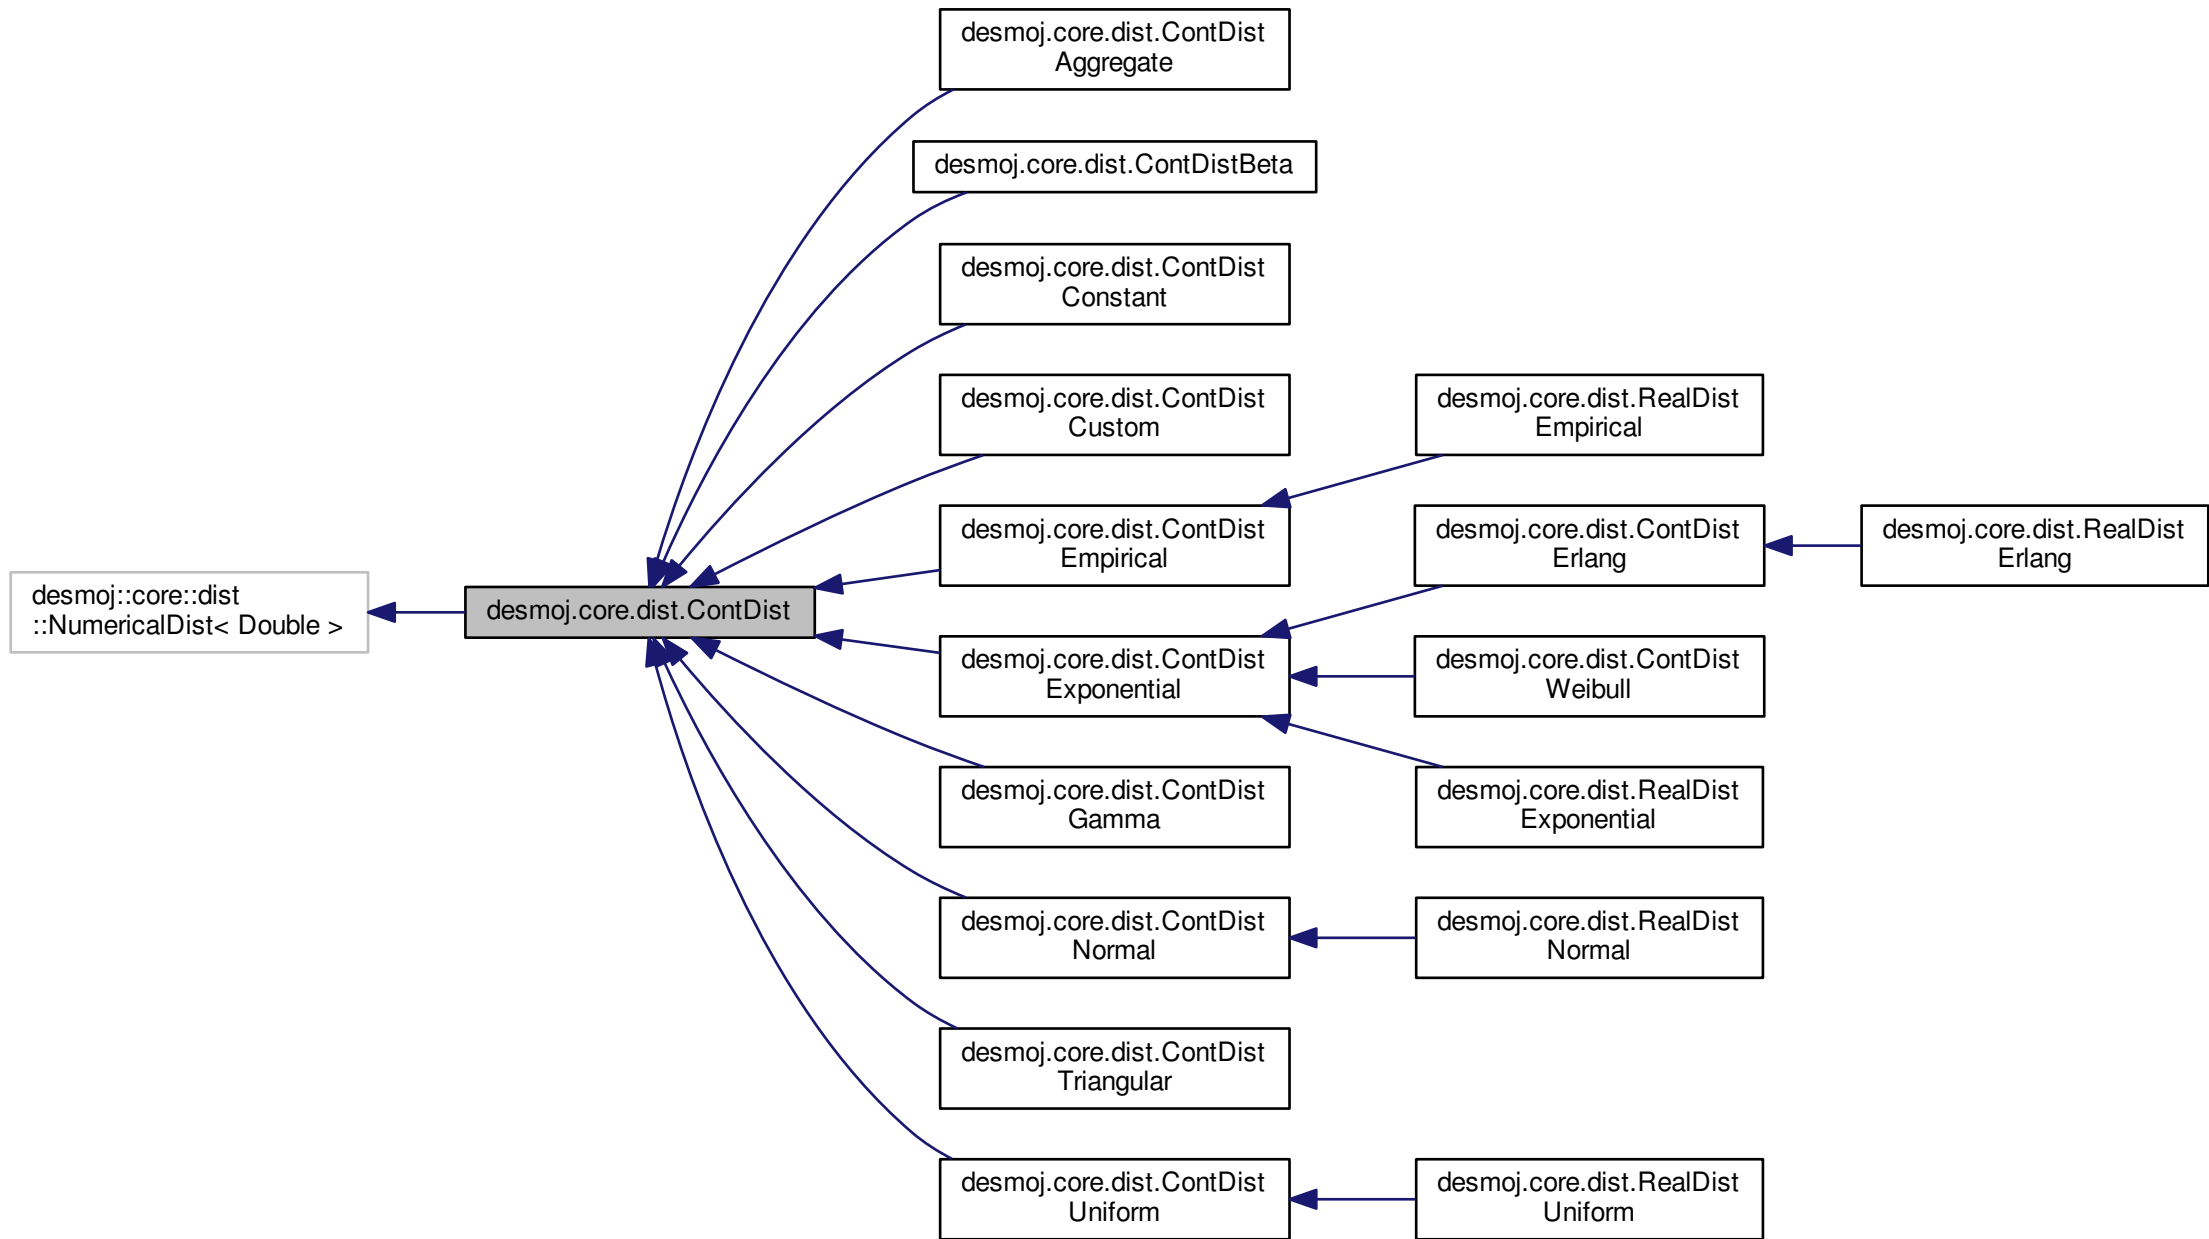 desmoj::core::dist
::NumericalDist< Double >
desmoj.core.dist.ContDist
desmoj.core.dist.ContDist
Aggregate
desmoj.core.dist.ContDistBeta
desmoj.core.dist.ContDist
Constant
desmoj.core.dist.ContDist
Custom
desmoj.core.dist.ContDist
Empirical
desmoj.core.dist.ContDist
Exponential
desmoj.core.dist.ContDist
Gamma
desmoj.core.dist.ContDist
Normal
desmoj.core.dist.ContDist
Triangular
desmoj.core.dist.ContDist
Uniform
desmoj.core.dist.RealDist
Empirical
desmoj.core.dist.ContDist
Erlang
desmoj.core.dist.ContDist
Weibull
desmoj.core.dist.RealDist
Exponential
desmoj.core.dist.RealDist
Normal
desmoj.core.dist.RealDist
Uniform
desmoj.core.dist.RealDist
Erlang